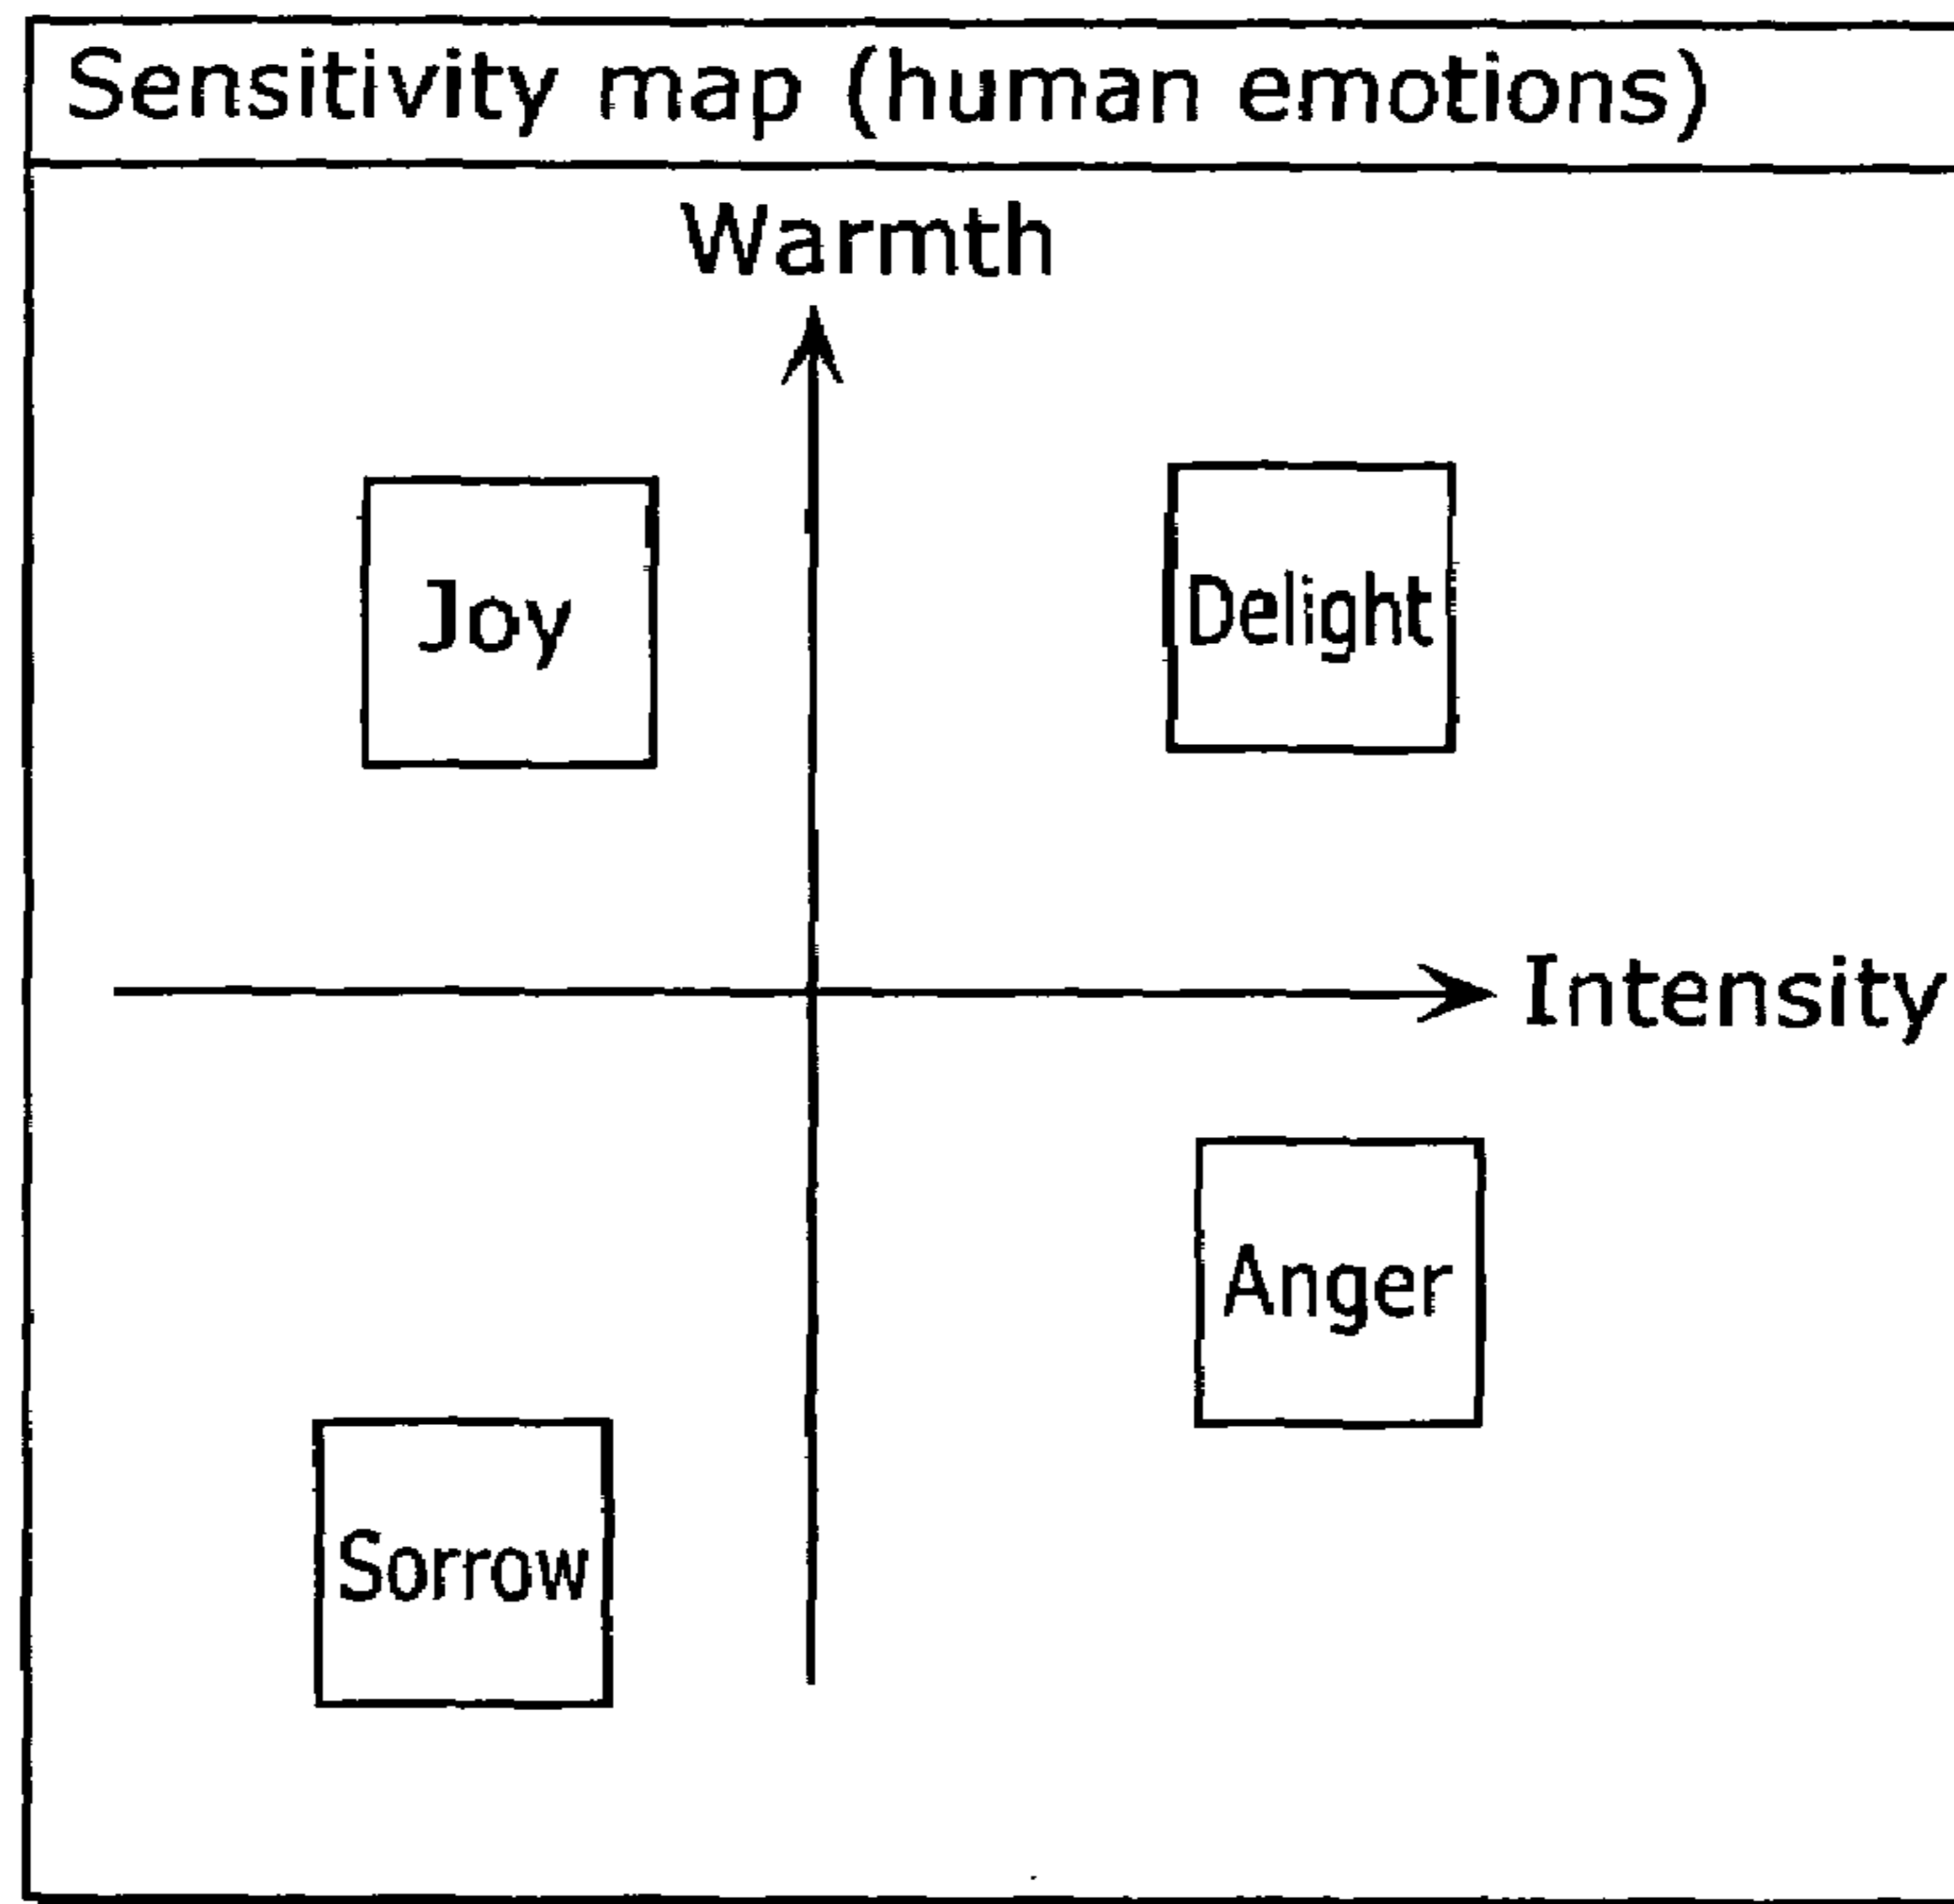 Sensitivity map (human emotions)
Warmth
Joy
Delight
Intensity
Anger
Sorrow